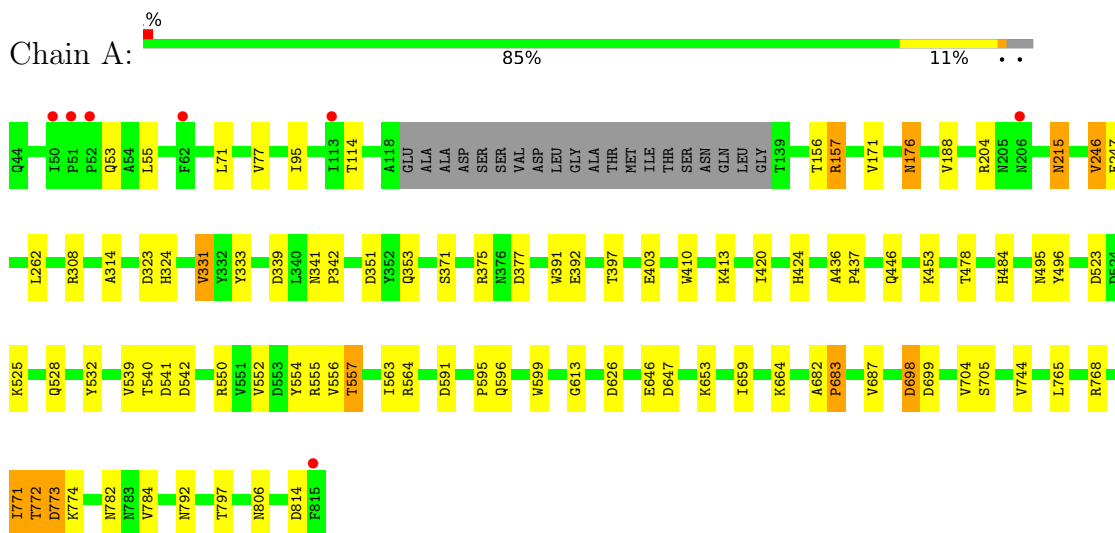 .%
Chain A:
85% 11% • •
Q44 I50 P51 P52 Q53 A54 L55 F62 L71 V77 I95 I113 T114 A118 GLU ALA ALA ASP SER SER VAL ASP LEU GLY ALA THR MET ILE THR SER ASN GLN LEU GLY T139 T156 R157 V171 N176 V188 R204 N205 N206 N215 V246
L262 R308 A314 D323 H324 V331 Y332 Y333 D339 L340 N341 P342 D351 Y352 Q353 S371 R375 N376 D377 W391 E392 T397 E403 W410 K413 I420 H424 A436 P437 Q446 K453 T478 H484 N495 Y496 D523
K525 Q528 Y532 V539 T540 D541 D542 R550 V551 V552 D553 Y554 R555 V556 T557 I563 R564 D591 P595 Q596 W599 G613 D626 E646 D647 K653 I659 K664 A682 P683 V687 D698 D699 V704 S705 V744 L765 R768
I771 T772 D773 K774 N782 N783 V784 N792 T797 N806 D814 F815